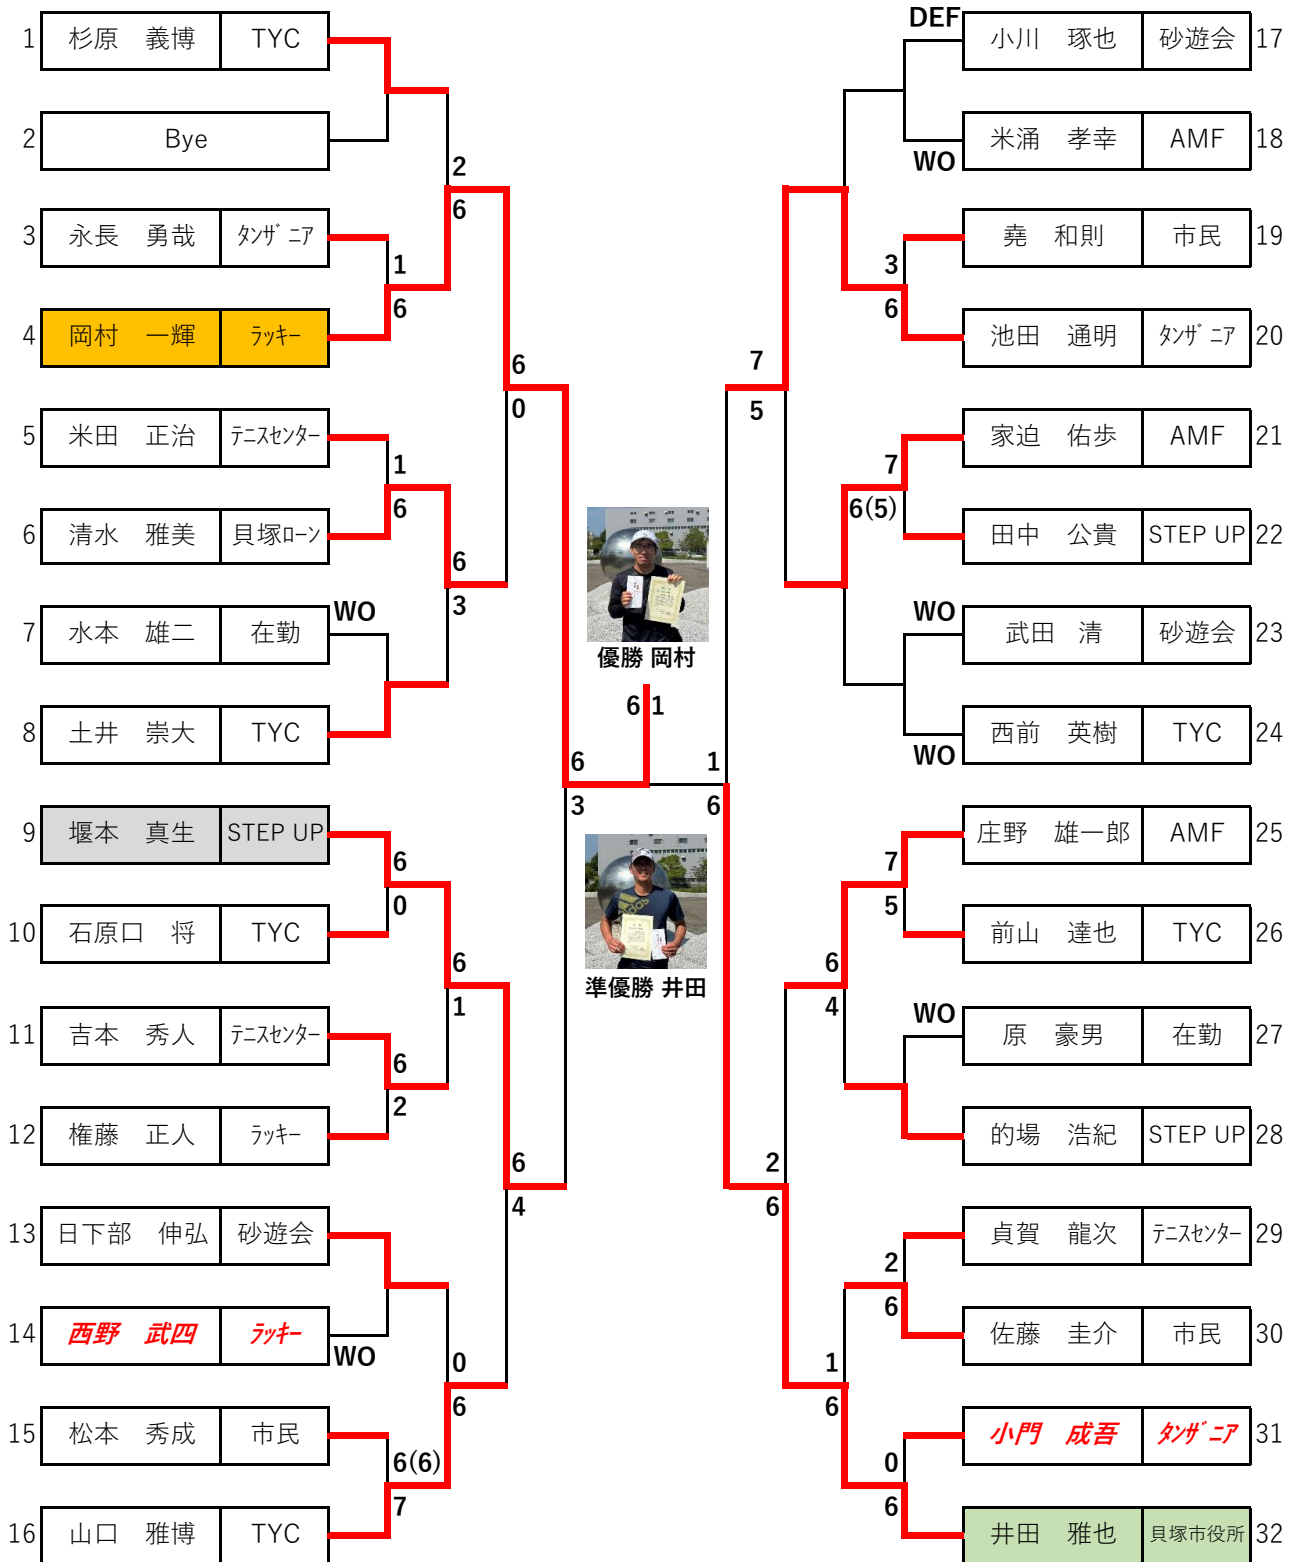 1 杉原　義博 TYC
2 Bye
3 永長　勇哉 ﾀﾝｻﾞﾆｱ
4 岡村　一輝 ﾗｯｷｰ
5 米田　正治 ﾃﾆｽｾﾝﾀｰ
6 清水　雅美 貝塚ﾛｰﾝ
7 水本　雄二 在勤 WO
8 土井　崇大 TYC
9 堰本　真生 STEP UP
10 石原口　将 TYC
11 吉本　秀人 ﾃﾆｽｾﾝﾀｰ
12 権藤　正人 ﾗｯｷｰ
13 日下部　伸弘 砂遊会
14 西野　武四 ﾗｯｷｰ WO
15 松本　秀成 市民
16 山口　雅博 TYC
2
6
1
6
6
0
1
6
6
3
6
3
6
0
6
1
6
2
6
4
0
6
6(6)
7
優勝 岡村
6 1
準優勝 井田
DEF 小川　琢也 砂遊会 17
WO 米涌　孝幸 AMF 18
堯　和則 市民 19
池田　通明 ﾀﾝｻﾞﾆｱ 20
家迫　佑歩 AMF 21
田中　公貴 STEP UP 22
WO 武田　清 砂遊会 23
WO 西前　英樹 TYC 24
庄野　雄一郎 AMF 25
前山　達也 TYC 26
WO 原　豪男 在勤 27
的場　浩紀 STEP UP 28
貞賀　龍次 ﾃﾆｽｾﾝﾀｰ 29
佐藤　圭介 市民 30
小門　成吾 ﾀﾝｻﾞﾆｱ 31
井田　雅也 貝塚市役所 32
3
6
7
5
7
6(5)
1
6
7
5
6
4
2
6
2
6
1
6
0
6
adidas